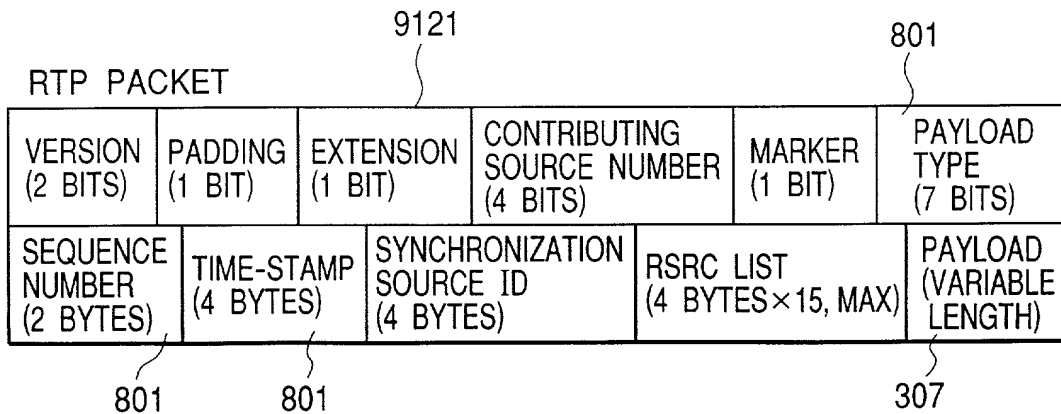 9121
801
RTP PACKET
VERSION
(2 BITS)
PADDING
(1 BIT)
EXTENSION
(1 BIT)
CONTRIBUTING
SOURCE NUMBER
(4 BITS)
MARKER
(1 BIT)
PAYLOAD
TYPE
(7 BITS)
SEQUENCE
NUMBER
(2 BYTES)
TIME-STAMP
(4 BYTES)
SYNCHRONIZATION
SOURCE ID
(4 BYTES)
RSRC LIST
(4 BYTES×15, MAX)
PAYLOAD
(VARIABLE
LENGTH)
801
801
307